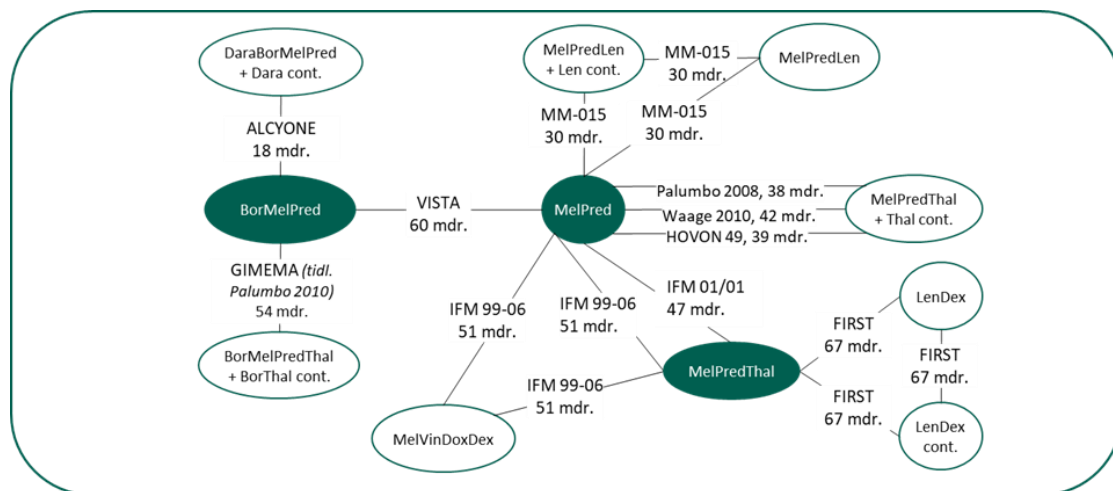 DaraBorMelPred
+ Dara cont.
MelPredLen
+ Len cont.
MM-015
30 mdr.
MelPredLen
ALCYONE
18 mdr.
MM-015
30 mdr.
MM-015
30 mdr.
BorMelPred
VISTA
60 mdr.
MelPred
Palumbo 2008, 38 mdr.
Waage 2010, 42 mdr.
HOVON 49, 39 mdr.
MelPredThal
+ Thal cont.
GIMEMA (tidl.
Palumbo 2010)
54 mdr.
IFM 99-06
51 mdr.
IFM 99-06
51 mdr.
IFM 01/01
47 mdr.
LenDex
FIRST
67 mdr.
FIRST
67 mdr.
BorMelPredThal
+ BorThal cont.
MelPredThal
IFM 99-06
51 mdr.
FIRST
67 mdr.
MelVinDoxDex
LenDex
cont.